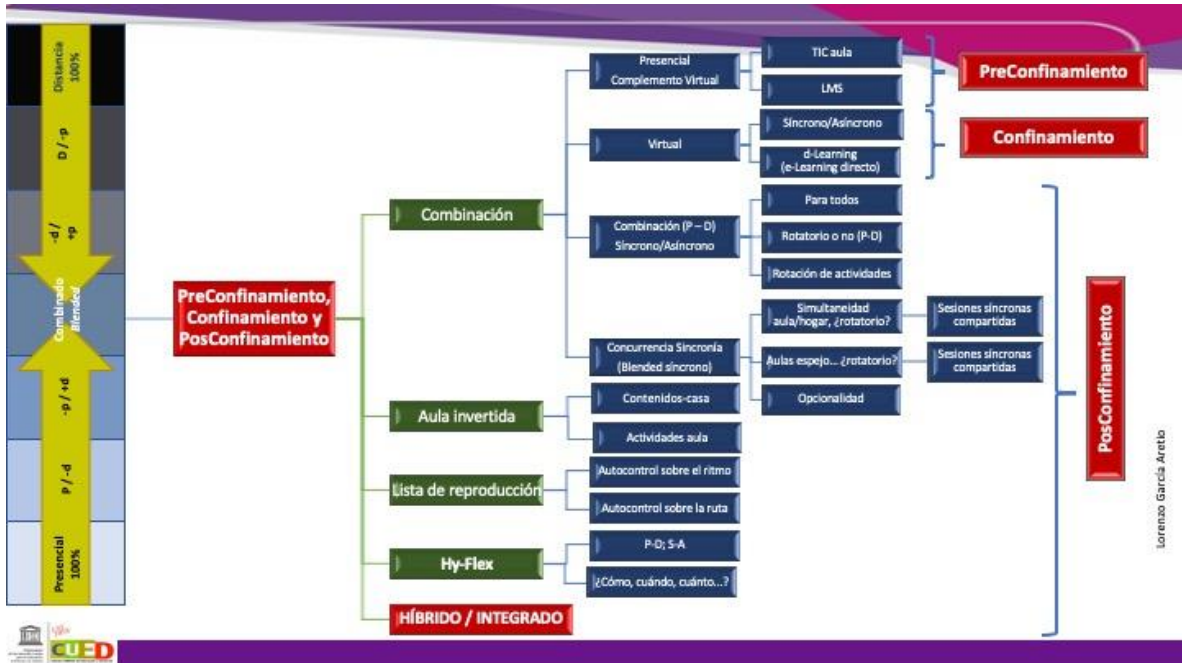 Distancia
100%
D / -p
-d /
+p
Combinado
Blended
-p / +d
P / -d
Presencial
100%
PreConfinamiento,
Confinamiento y
PosConfinamiento
Combinación
Presencial
Complemento Virtual
TIC aula
LMS
PreConfinamiento
Virtual
Síncrono/Asíncrono
d-Learning
(e-Learning directo)
Confinamiento
Combinación (P – D)
Síncrono/Asíncrono
Para todos
Rotatorio o no (P-D)
Rotación de actividades
Concurrencia Sincronía
(Blended síncrono)
Simultaneidad
aula/hogar, ¿rotatorio?
Sesiones síncronas
compartidas
Aulas espejo... ¿rotatorio?
Sesiones síncronas
compartidas
Opcionalidad
Aula invertida
Contenidos-casa
Actividades aula
Lista de reproducción
Autocontrol sobre el ritmo
Autocontrol sobre la ruta
Hy-Flex
P-D; S-A
¿Cómo, cuándo, cuánto...?
HÍBRIDO / INTEGRADO
PosConfinamiento
Lorenzo García Aretio
CUED